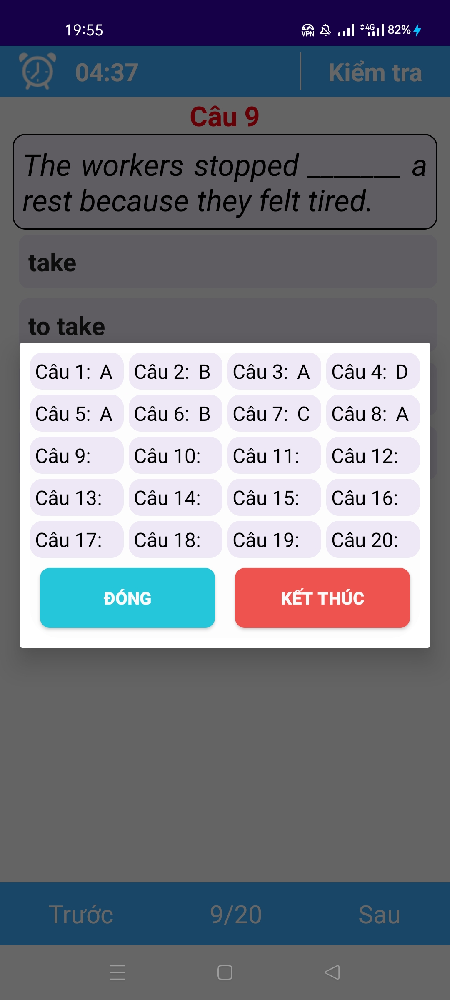 19:55 VPN 4G 82%
04:37 Kiểm tra
Câu 9
The workers stopped _______ a
rest because they felt tired.
take
to take
Câu 1: A Câu 2: B Câu 3: A Câu 4: D
Câu 5: A Câu 6: B Câu 7: C Câu 8: A
Câu 9: Câu 10: Câu 11: Câu 12:
Câu 13: Câu 14: Câu 15: Câu 16:
Câu 17: Câu 18: Câu 19: Câu 20:
ĐÓNG KẾT THÚC
Trước 9/20 Sau